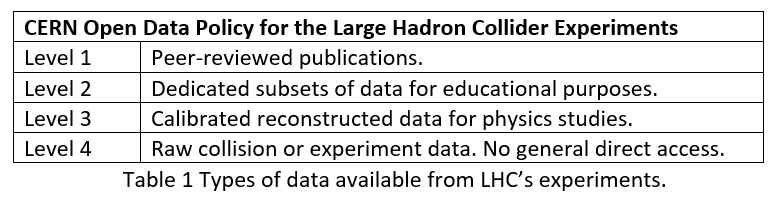 CERN Open Data Policy for the Large Hadron Collider Experiments
Level 1 Peer-reviewed publications.
Level 2 Dedicated subsets of data for educational purposes.
Level 3 Calibrated reconstructed data for physics studies.
Level 4 Raw collision or experiment data. No general direct access.
Table 1 Types of data available from LHC’s experiments.